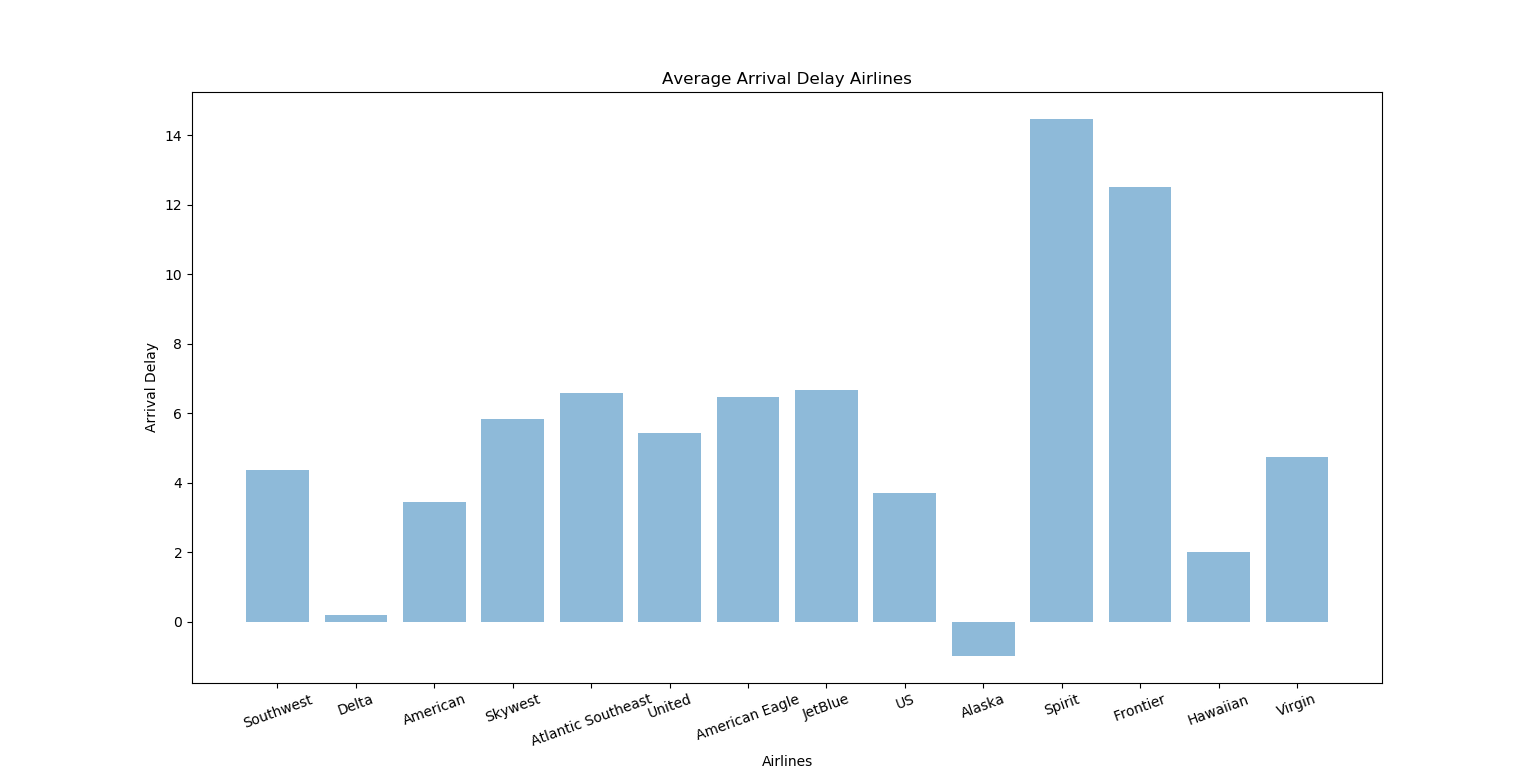 Average Arrival Delay Airlines
14
12
10
8
6
4
2
0
Arrival Delay
Southwest
Delta
American
Skywest
Atlantic Southeast
United
American Eagle
JetBlue
US
Alaska
Spirit
Frontier
Hawaiian
Virgin
Airlines